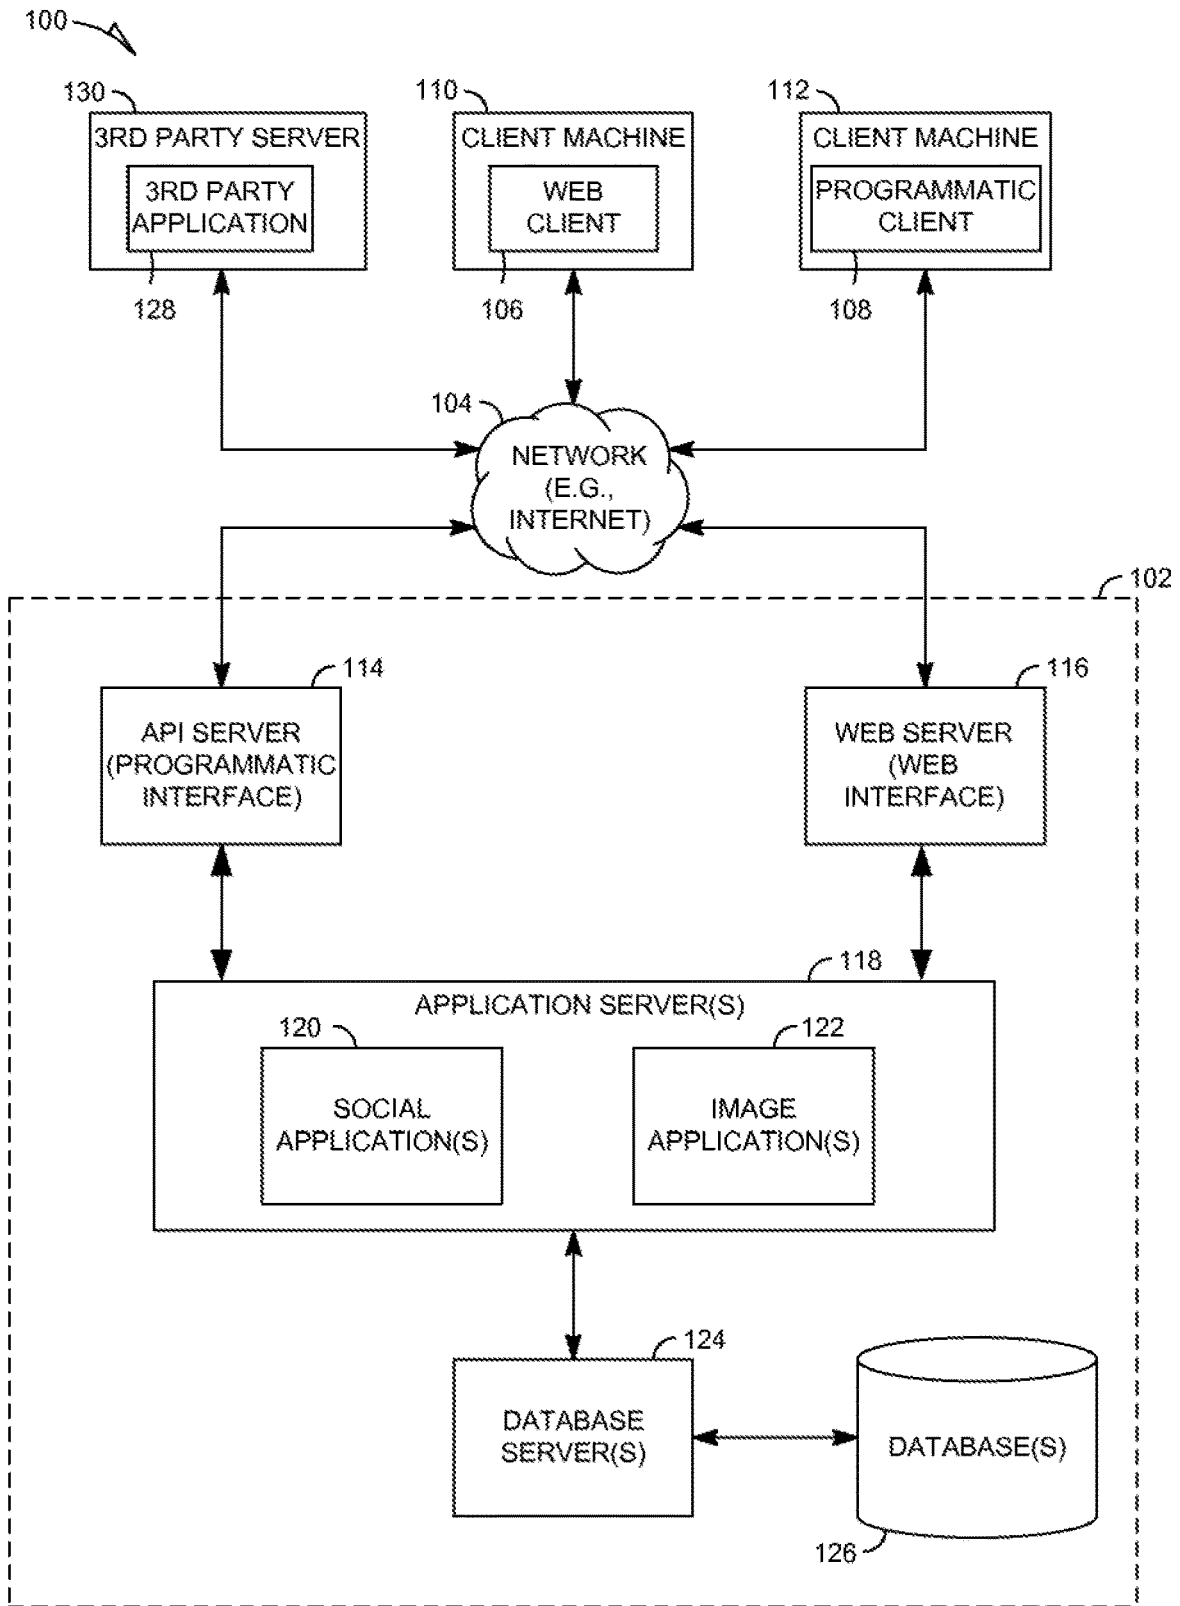 100
130
110
112
3RD PARTY SERVER
3RD PARTY
APPLICATION
128
CLIENT MACHINE
WEB
CLIENT
106
CLIENT MACHINE
PROGRAMMATIC
CLIENT
108
104
NETWORK
(E.G.,
INTERNET)
102
114
API SERVER
(PROGRAMMATIC
INTERFACE)
116
WEB SERVER
(WEB
INTERFACE)
118
APPLICATION SERVER(S)
120
SOCIAL
APPLICATION(S)
122
IMAGE
APPLICATION(S)
124
DATABASE
SERVER(S)
DATABASE(S)
126